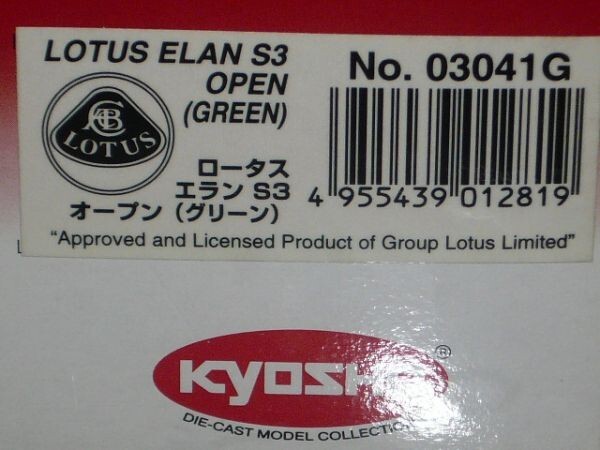 LOTUS ELAN S3
OPEN
(GREEN)
LOTUS
ロータス
エラン S3
オープン (グリーン)
No. 03041G
4 955439 012819
"Approved and Licensed Product of Group Lotus Limited"
KYOSHO
®
DIE-CAST MODEL COLLECTION